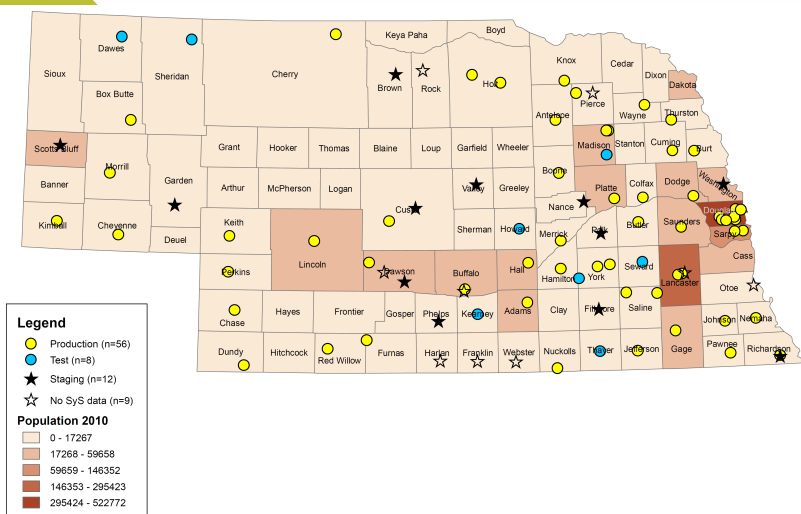 Keya Paha
Boyd
Dawes
Sioux
Sheridan
Cherry
Brown
Rock
Holt
Knox
Cedar
Dixon
Dakota
Box Butte
Antelope
Pierce
Wayne
Thurston
Scotts Bluff
Morrill
Grant
Hooker
Thomas
Blaine
Loup
Garfield
Wheeler
Madison
Stanton
Cuming
Burt
Banner
Garden
Arthur
McPherson
Logan
Custer
Valley
Greeley
Boone
Platte
Colfax
Dodge
Washington
Nance
Kimball
Cheyenne
Deuel
Keith
Lincoln
Sherman
Howard
Merrick
Polk
Butler
Saunders
Douglas
Sarpy
Perkins
Dawson
Buffalo
Hall
Hamilton
York
Seward
Lancaster
Cass
Otoe
Chase
Hayes
Frontier
Gosper
Phelps
Kearney
Adams
Clay
Fillmore
Saline
Gage
Johnson
Nemaha
Dundy
Hitchcock
Red Willow
Furnas
Harlan
Franklin
Webster
Nuckolls
Thayer
Jefferson
Pawnee
Richardson
Legend
Production (n=56)
Test (n=8)
Staging (n=12)
No SyS data (n=9)
Population 2010
0 - 17267
17268 - 59658
59659 - 146352
146353 - 295423
295424 - 522772